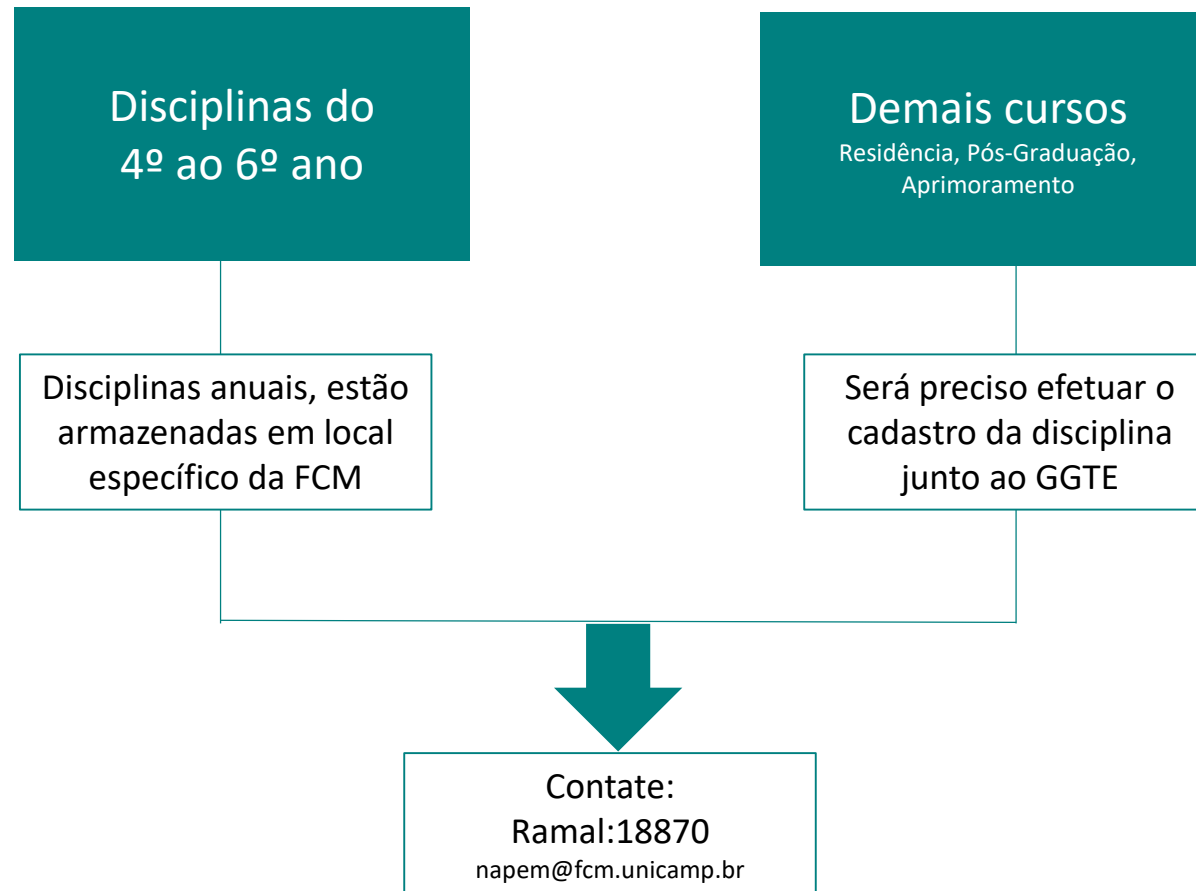 Disciplinas do
4º ao 6º ano
Demais cursos
Residência, Pós-Graduação,
Aprimoramento
Disciplinas anuais, estão
armazenadas em local
específico da FCM
Será preciso efetuar o
cadastro da disciplina
junto ao GGTE
Contate:
Ramal:18870
napem@fcm.unicamp.br